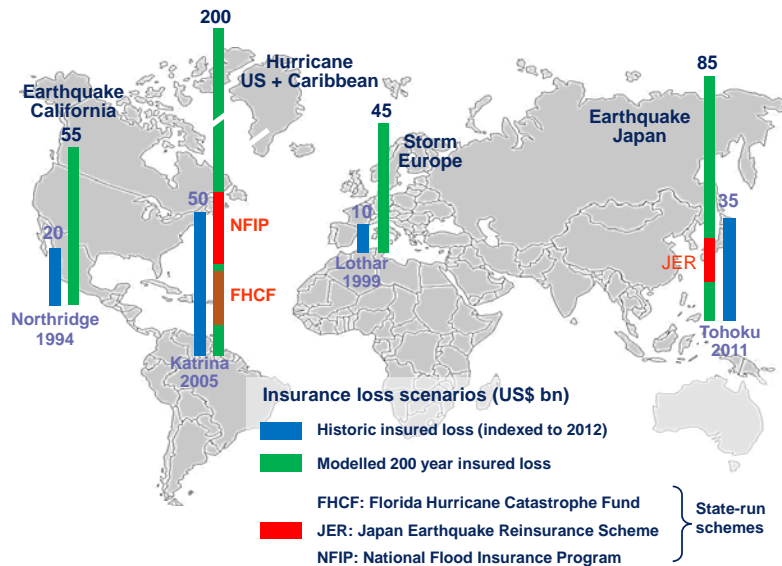 200
Hurricane
US + Caribbean
Earthquake
California
55
45
Storm
Europe
85
Earthquake
Japan
20
50
NFIP
FHCF
10
JER
35
Northridge
1994
Katrina
2005
Lothar
1999
Tohoku
2011
Insurance loss scenarios (US$ bn)
Historic insured loss (indexed to 2012)
Modelled 200 year insured loss
FHCF: Florida Hurricane Catastrophe Fund
JER: Japan Earthquake Reinsurance Scheme
NFIP: National Flood Insurance Program
State-run
schemes